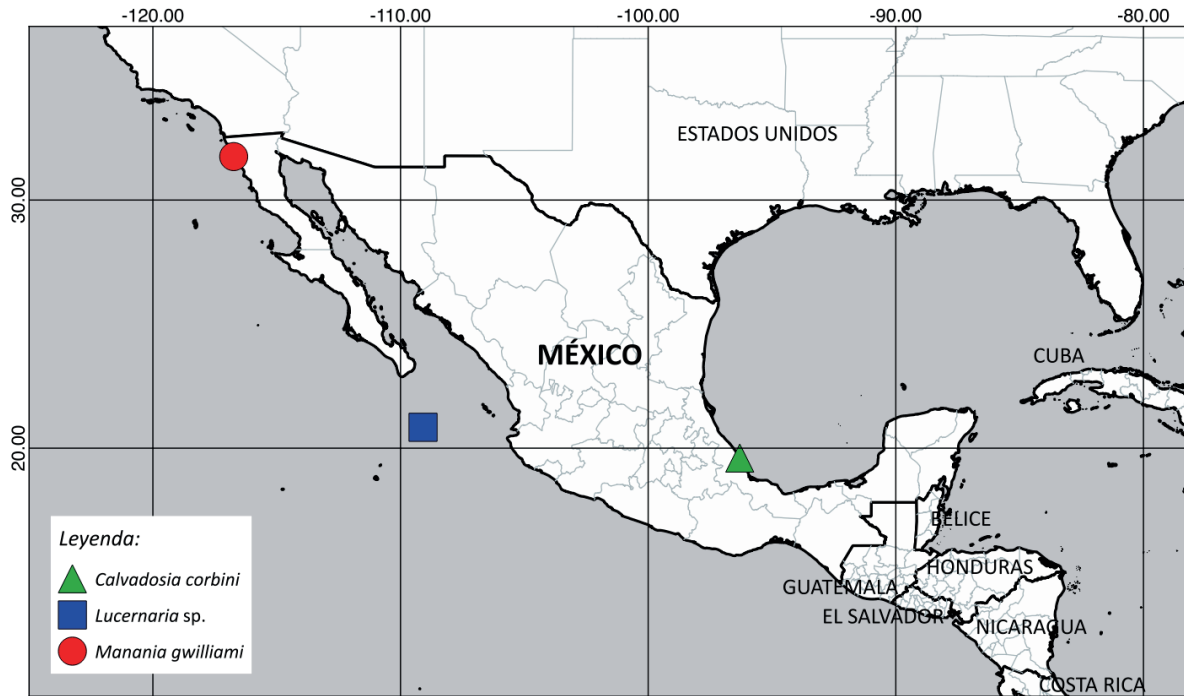 -120.00 -110.00 -100.00 -90.00 -80.00
ESTADOS UNIDOS
30.00
MÉXICO
CUBA
20.00
BELICE
HONDURAS
GUATEMALA
EL SALVADOR
NICARAGUA
COSTA RICA
Leyenda:
Calvadosia corbini
Lucernaria sp.
Manania gwilliami